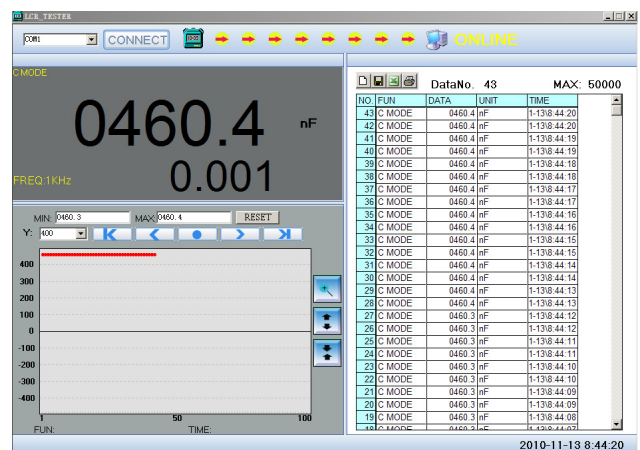 LCR_TESTER
COM1 CONNECT ONLINE
C MODE
0460.4 nF
FREQ:1KHz 0.001
MIN: 0460.3 MAX: 0460.4 RESET
Y: 400
400
300
200
100
0
-100
-200
-300
-400
1 50 100
FUN: TIME:
DataNo. 43 MAX: 50000
NO. FUN DATA UNIT TIME
43 C MODE 0460.4 nF 1-13\8:44:20
42 C MODE 0460.4 nF 1-13\8:44:20
41 C MODE 0460.4 nF 1-13\8:44:19
40 C MODE 0460.4 nF 1-13\8:44:19
39 C MODE 0460.4 nF 1-13\8:44:18
38 C MODE 0460.4 nF 1-13\8:44:18
37 C MODE 0460.4 nF 1-13\8:44:17
36 C MODE 0460.4 nF 1-13\8:44:17
35 C MODE 0460.4 nF 1-13\8:44:16
34 C MODE 0460.4 nF 1-13\8:44:16
33 C MODE 0460.4 nF 1-13\8:44:15
32 C MODE 0460.4 nF 1-13\8:44:15
31 C MODE 0460.4 nF 1-13\8:44:14
30 C MODE 0460.4 nF 1-13\8:44:14
29 C MODE 0460.4 nF 1-13\8:44:13
28 C MODE 0460.4 nF 1-13\8:44:13
27 C MODE 0460.3 nF 1-13\8:44:12
26 C MODE 0460.3 nF 1-13\8:44:12
25 C MODE 0460.3 nF 1-13\8:44:11
24 C MODE 0460.3 nF 1-13\8:44:11
23 C MODE 0460.3 nF 1-13\8:44:10
22 C MODE 0460.3 nF 1-13\8:44:10
21 C MODE 0460.3 nF 1-13\8:44:09
20 C MODE 0460.3 nF 1-13\8:44:09
19 C MODE 0460.3 nF 1-13\8:44:08
18 C MODE 0460.3 nF 1-13\8:44:07
2010-11-13 8:44:20